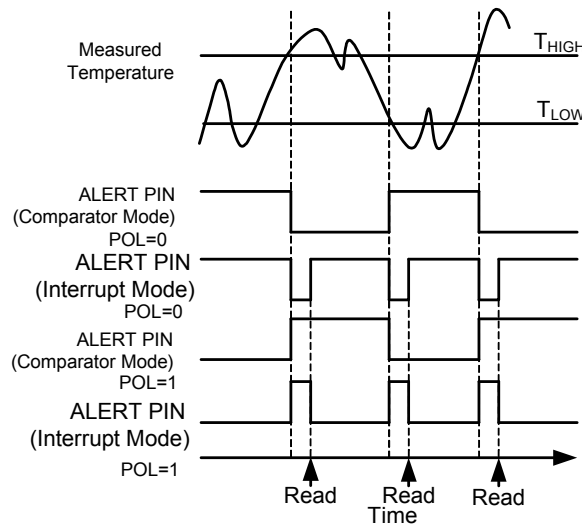 Measured
Temperature
THIGH
TLOW
ALERT PIN
(Comparator Mode)
POL=0
ALERT PIN
(Interrupt Mode)
POL=0
ALERT PIN
(Comparator Mode)
POL=1
ALERT PIN
(Interrupt Mode)
POL=1
Read Read Read
Time